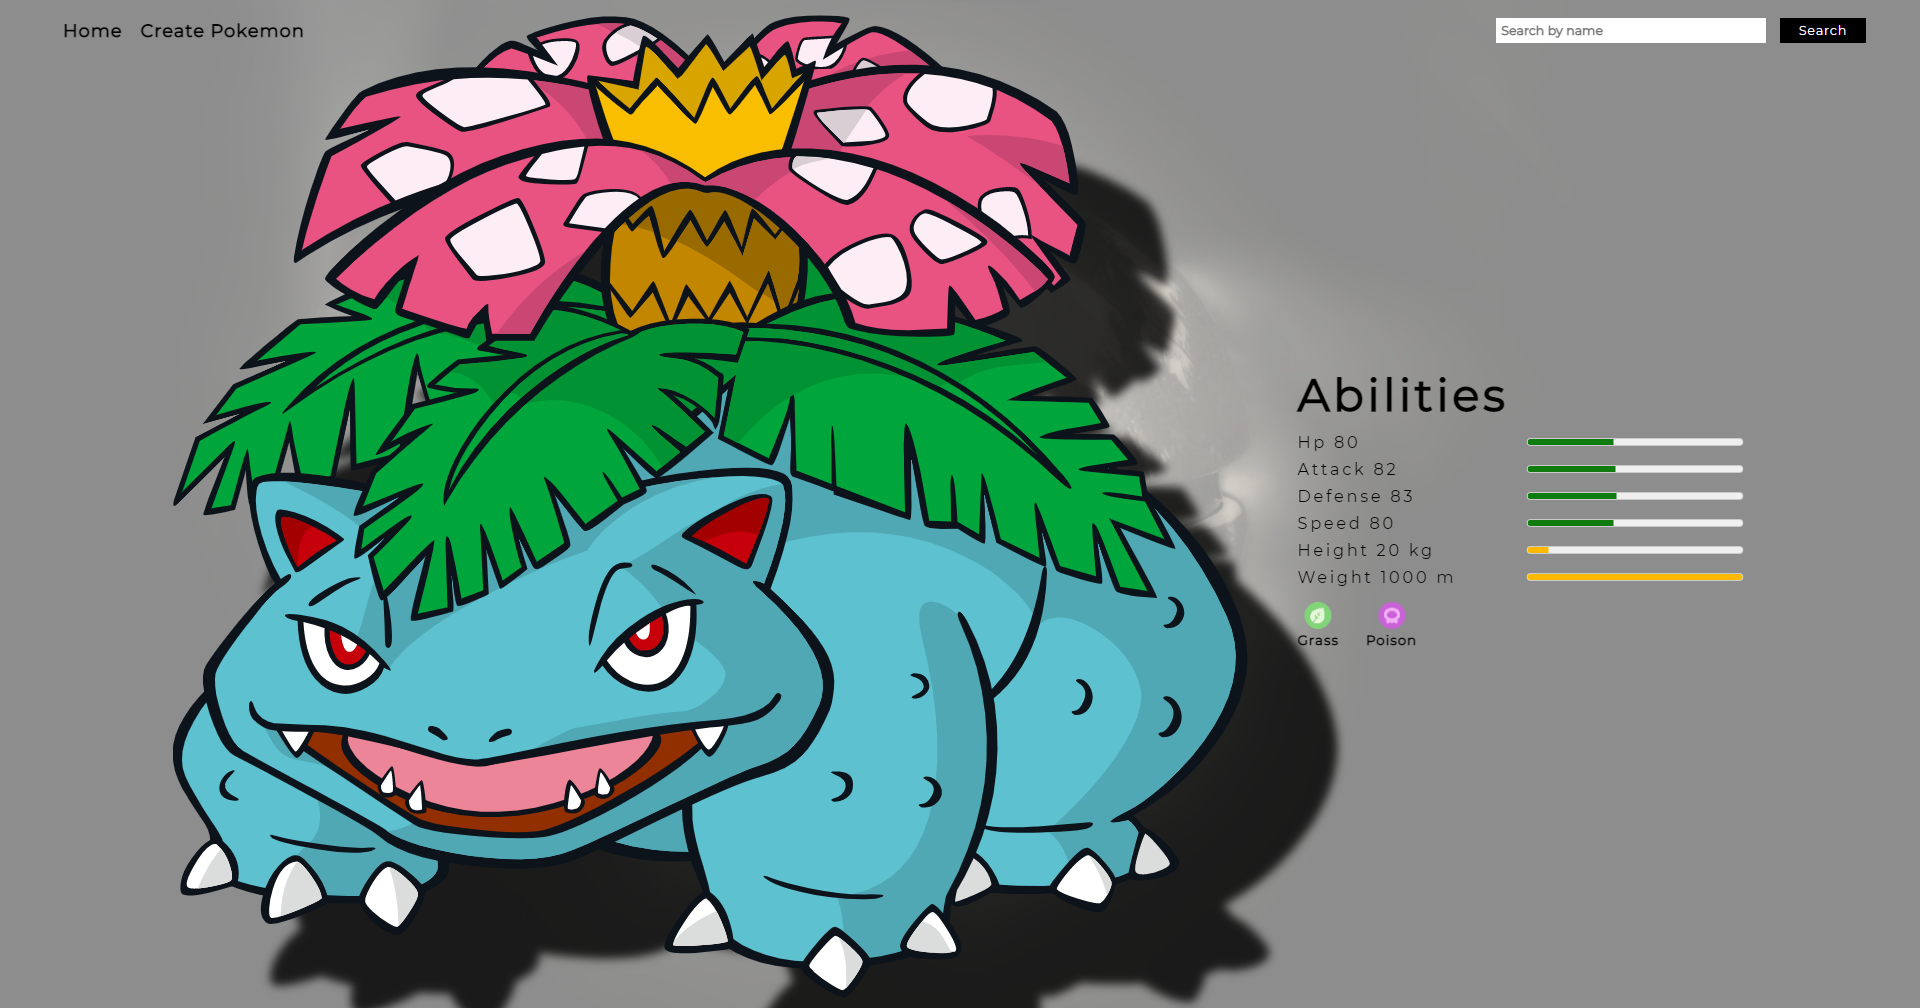 Home Create Pokemon
Search by name
Search
Abilities
Hp 80
Attack 82
Defense 83
Speed 80
Height 20 kg
Weight 1000 m
Grass Poison